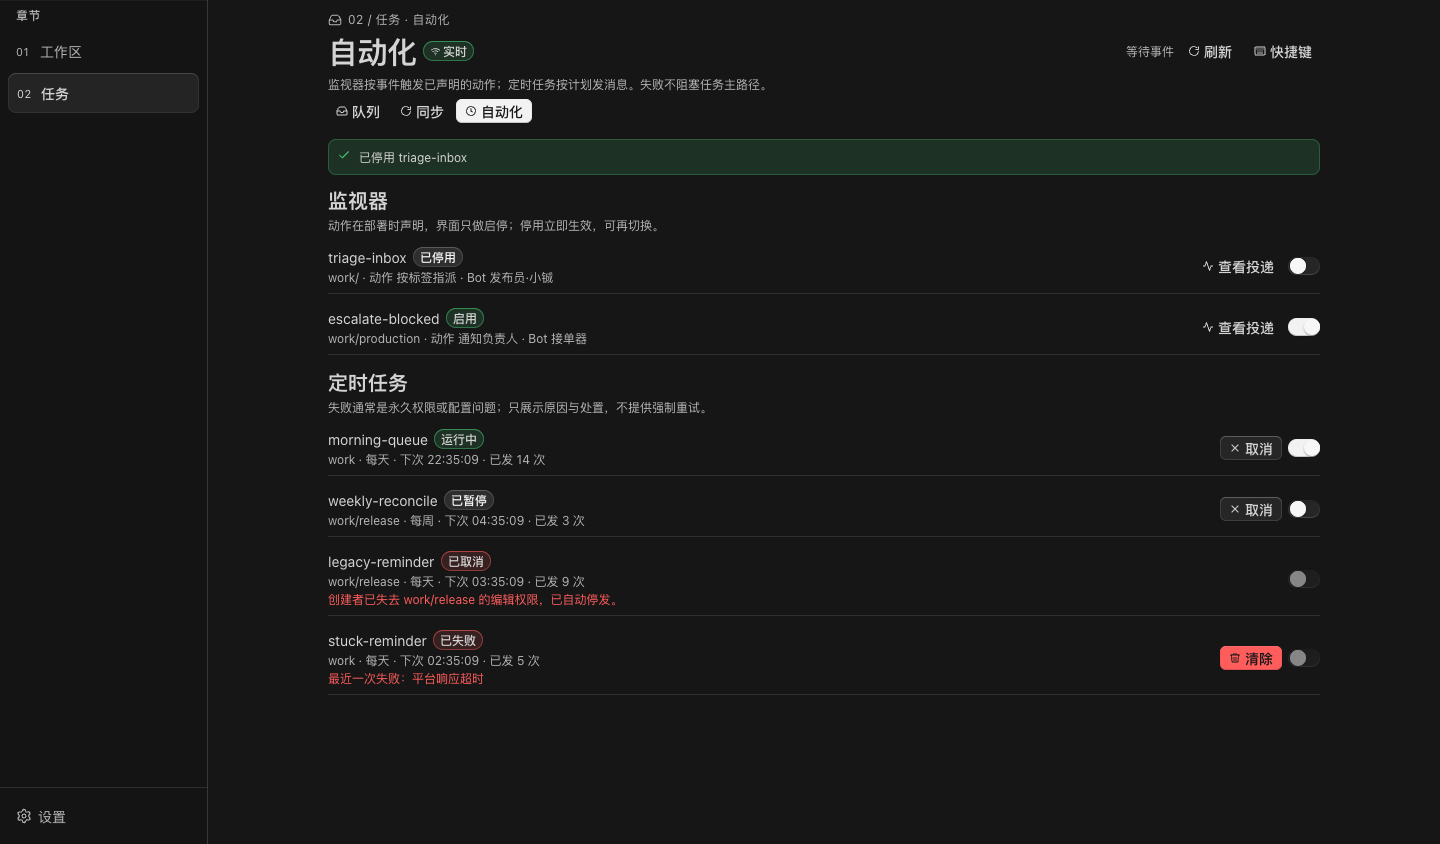 章节
01 工作区
02 任务
设置
02 / 任务 · 自动化
自动化 实时
等待事件 刷新 快捷键
监视器按事件触发已声明的动作；定时任务按计划发消息。失败不阻塞任务主路径。
队列 同步 自动化
已停用 triage-inbox
监视器
动作在部署时声明，界面只做启停；停用立即生效，可再切换。
triage-inbox 已停用
work/ · 动作 按标签指派 · Bot 发布员·小钺
查看投递
escalate-blocked 启用
work/production · 动作 通知负责人 · Bot 接单器
查看投递
定时任务
失败通常是永久权限或配置问题；只展示原因与处置，不提供强制重试。
morning-queue 运行中
work · 每天 · 下次 22:35:09 · 已发 14 次
取消
weekly-reconcile 已暂停
work/release · 每周 · 下次 04:35:09 · 已发 3 次
取消
legacy-reminder 已取消
work/release · 每天 · 下次 03:35:09 · 已发 9 次
创建者已失去 work/release 的编辑权限，已自动停发。
stuck-reminder 已失败
work · 每天 · 下次 02:35:09 · 已发 5 次
最近一次失败：平台响应超时
清除